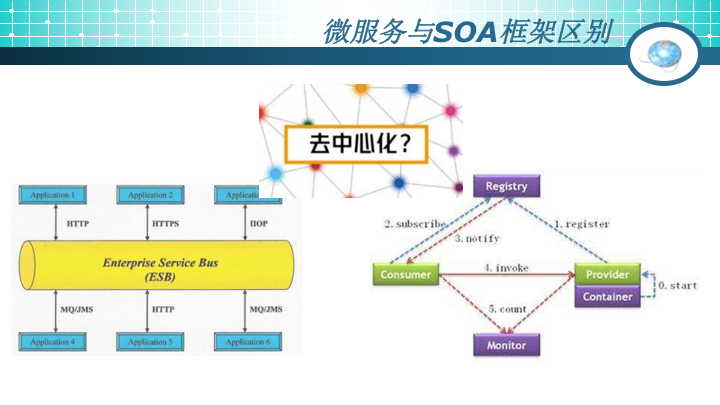 微服务与SOA框架区别
去中心化?
Application 1
Application 2
Applicatio
HTTP
HTTPS
IIOP
Enterprise Service Bus
(ESB)
MQ/JMS
HTTP
MQ/JMS
Application 4
Application 5
Application 6
Registry
2. subscribe
1. register
3. notify
Consumer
4. invoke
Provider
Container
0. start
5. count
Monitor